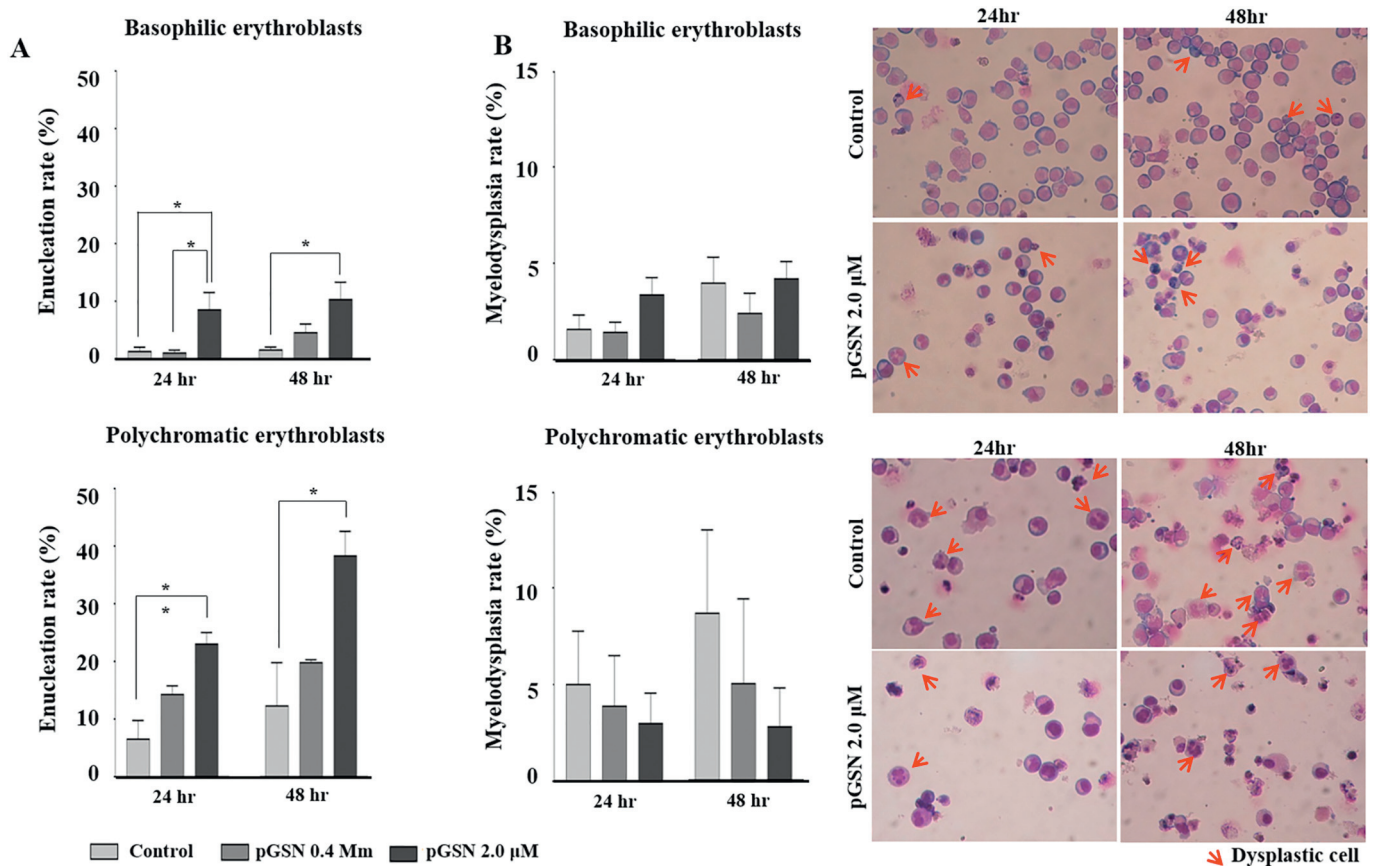 A
Basophilic erythroblasts
Enucleation rate (%)
50
40
30
20
10
0
*
*
*
24 hr
48 hr
Polychromatic erythroblasts
Enucleation rate (%)
50
40
30
20
10
0
*
*
*
24 hr
48 hr
Control
pGSN 0.4 Mm
pGSN 2.0 μM
B
Basophilic erythroblasts
Myelodysplasia rate (%)
15
10
5
0
24 hr
48 hr
Polychromatic erythroblasts
Myelodysplasia rate (%)
15
10
5
0
24 hr
48 hr
24hr
48hr
Control
pGSN 2.0 μM
24hr
48hr
Control
pGSN 2.0 μM
Dysplastic cell